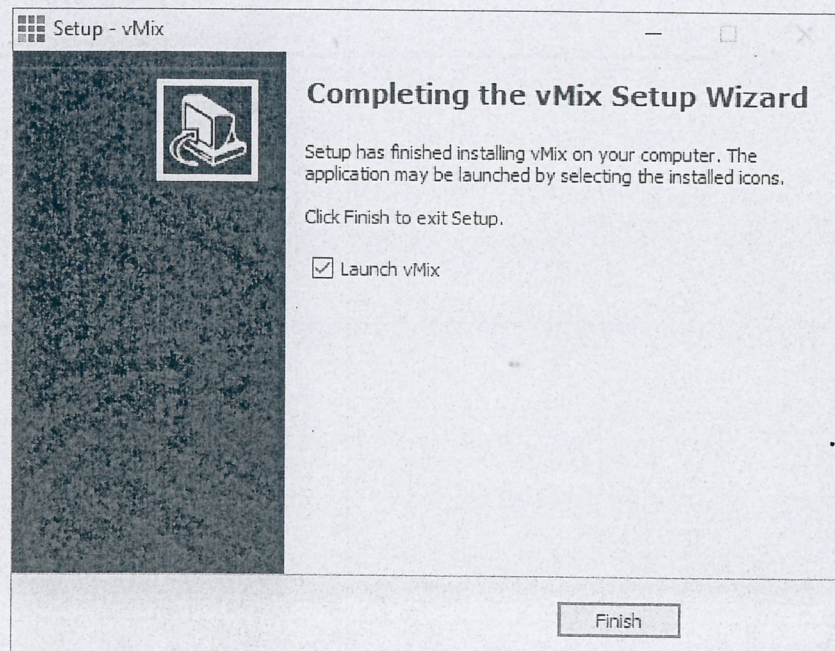 Setup - vMix
Completing the vMix Setup Wizard
Setup has finished installing vMix on your computer. The
application may be launched by selecting the installed icons.
Click Finish to exit Setup.
Launch vMix
Finish